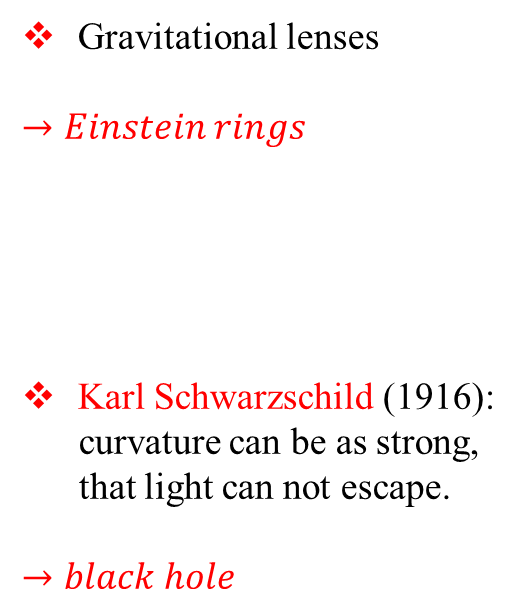 ❖ Gravitational lenses
→ Einstein rings
❖ Karl Schwarzschild (1916):
curvature can be as strong,
that light can not escape.
→ black hole